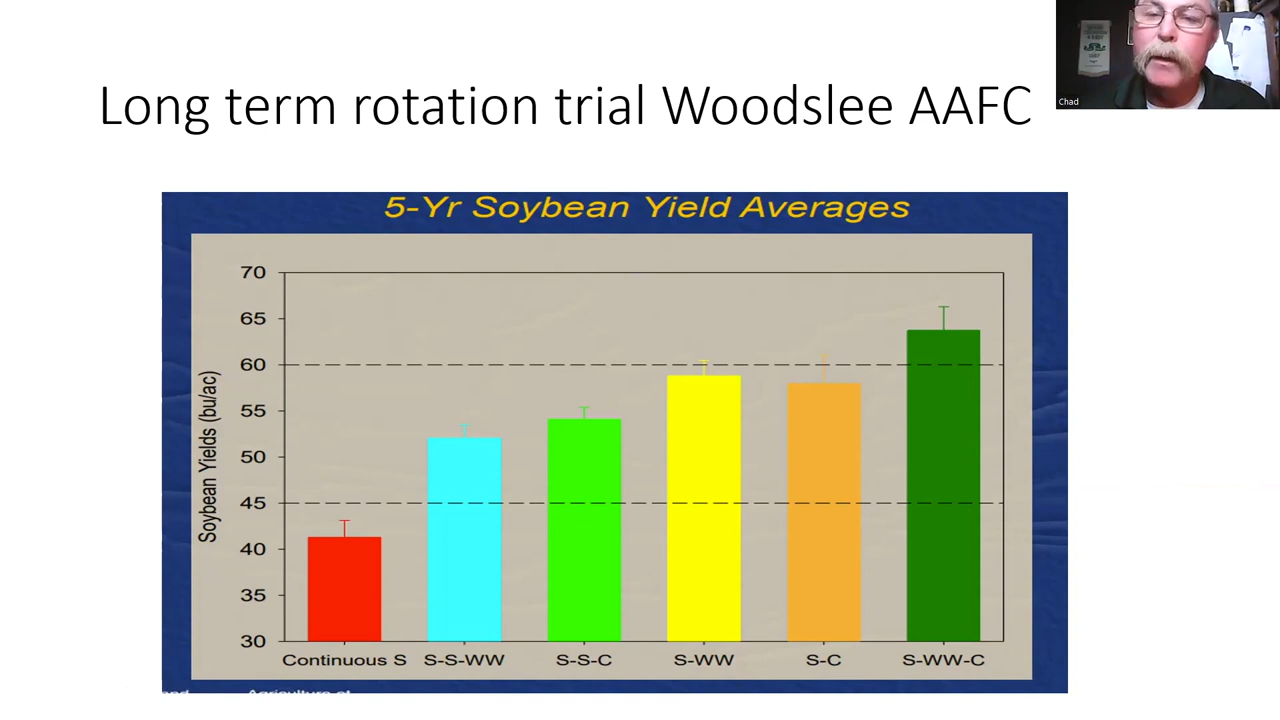 Long term rotation trial Woodslee AAFC
Chad
5-Yr Soybean Yield Averages
Soybean Yields (bu/ac)
70
65
60
55
50
45
40
35
30
Continuous S
S-S-WW
S-S-C
S-WW
S-C
S-WW-C